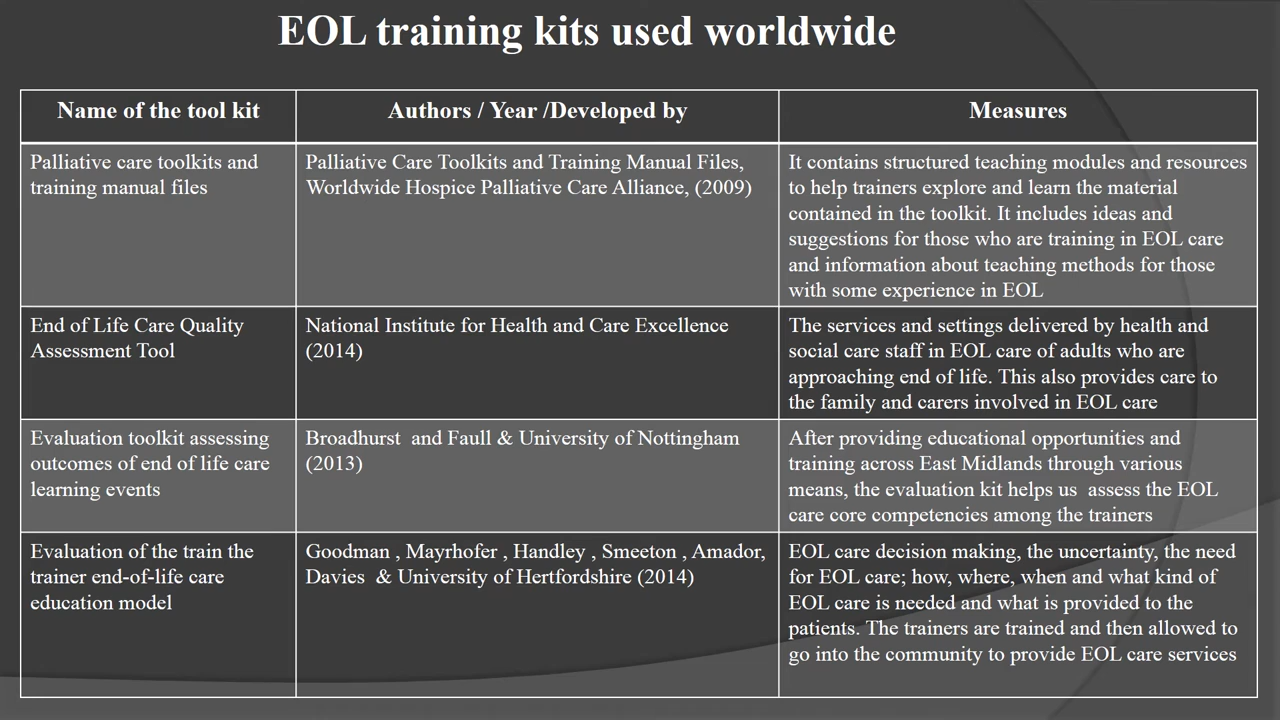 EOL training kits used worldwide
Name of the tool kit
Authors / Year /Developed by
Measures
Palliative care toolkits and
training manual files
Palliative Care Toolkits and Training Manual Files,
Worldwide Hospice Palliative Care Alliance, (2009)
It contains structured teaching modules and resources
to help trainers explore and learn the material
contained in the toolkit. It includes ideas and
suggestions for those who are training in EOL care
and information about teaching methods for those
with some experience in EOL
End of Life Care Quality
Assessment Tool
National Institute for Health and Care Excellence
(2014)
The services and settings delivered by health and
social care staff in EOL care of adults who are
approaching end of life. This also provides care to
the family and carers involved in EOL care
Evaluation toolkit assessing
outcomes of end of life care
learning events
Broadhurst and Faull & University of Nottingham
(2013)
After providing educational opportunities and
training across East Midlands through various
means, the evaluation kit helps us assess the EOL
care core competencies among the trainers
Evaluation of the train the
trainer end-of-life care
education model
Goodman , Mayrhofer , Handley , Smeeton , Amador,
Davies & University of Hertfordshire (2014)
EOL care decision making, the uncertainty, the need
for EOL care; how, where, when and what kind of
EOL care is needed and what is provided to the
patients. The trainers are trained and then allowed to
go into the community to provide EOL care services